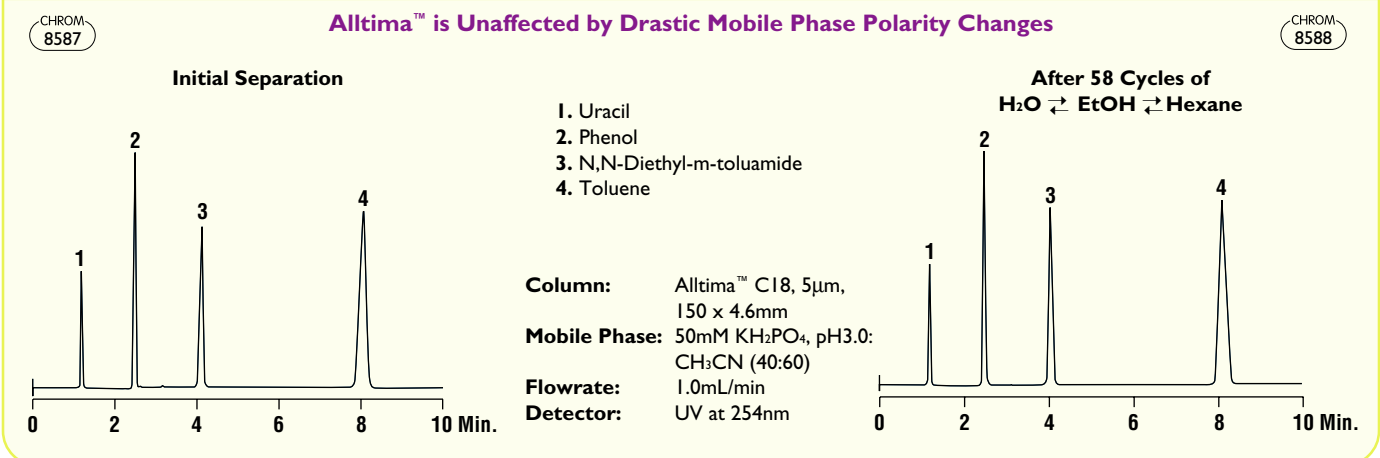 Alltima™ is Unaffected by Drastic Mobile Phase Polarity Changes
CHROM
8587
CHROM
8588
Initial Separation
1
2
3
4
0 2 4 6 8 10 Min.
1. Uracil
2. Phenol
3. N,N-Diethyl-m-toluamide
4. Toluene
Column: Alltima™ C18, 5µm,
150 x 4.6mm
Mobile Phase: 50mM KH₂PO₄, pH3.0:
CH₃CN (40:60)
Flowrate: 1.0mL/min
Detector: UV at 254nm
After 58 Cycles of
H₂O ⇄ EtOH ⇄ Hexane
1
2
3
4
0 2 4 6 8 10 Min.